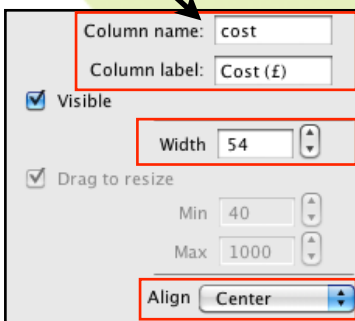 Column name: cost
Column label: Cost (£)
Visible
Width 54
Drag to resize
Min 40
Max 1000
Align Center